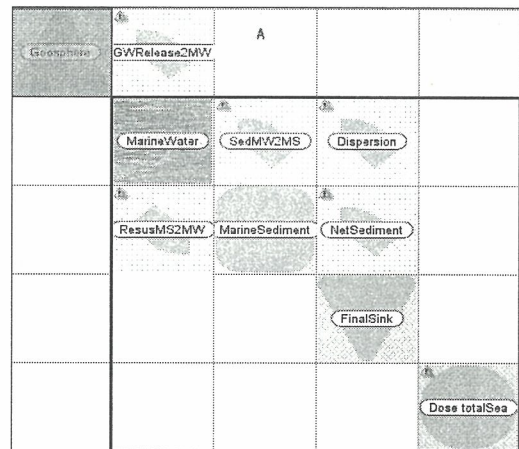 A
Geosphere
GWRelease2MW
MarineWater
SedMW2MS
Dispersion
ResusMS2MW
MarineSediment
NetSediment
FinalSink
Dose totalSea